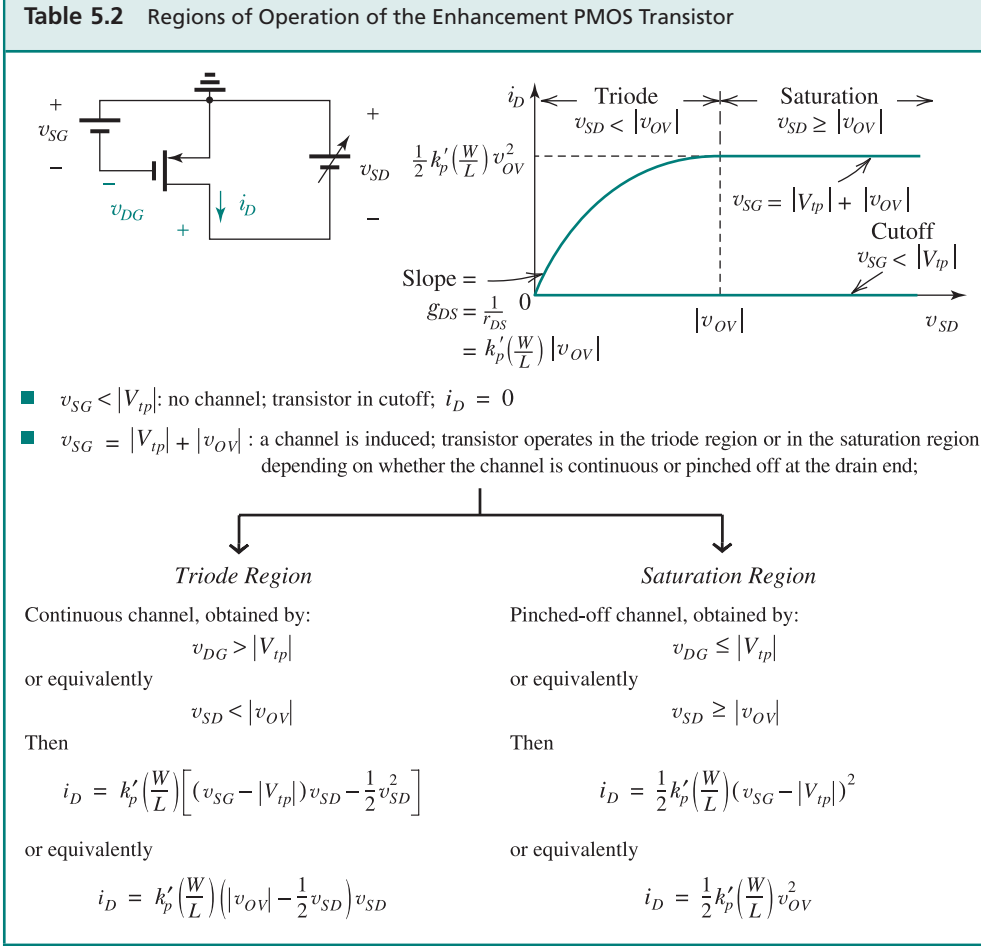 Table 5.2 Regions of Operation of the Enhancement PMOS Transistor
+
v_SG
−
−
v_DG
+
i_D
+
v_SD
−
i_D
Triode
v_SD < |v_OV|
Saturation
v_SD ≥ |v_OV|
1/2 k′_p (W/L) v²_OV
v_SG = |V_tp| + |v_OV|
Cutoff
v_SG < |V_tp|
Slope =
g_DS = 1/r_DS
= k′_p (W/L) |v_OV|
0
|v_OV|
v_SD
■ v_SG < |V_tp|: no channel; transistor in cutoff; i_D = 0
■ v_SG = |V_tp| + |v_OV| : a channel is induced; transistor operates in the triode region or in the saturation region
depending on whether the channel is continuous or pinched off at the drain end;
Triode Region
Continuous channel, obtained by:
v_DG > |V_tp|
or equivalently
v_SD < |v_OV|
Then
i_D = k′_p (W/L) [(v_SG − |V_tp|) v_SD − 1/2 v²_SD]
or equivalently
i_D = k′_p (W/L) (|v_OV| − 1/2 v_SD) v_SD
Saturation Region
Pinched-off channel, obtained by:
v_DG ≤ |V_tp|
or equivalently
v_SD ≥ |v_OV|
Then
i_D = 1/2 k′_p (W/L) (v_SG − |V_tp|)²
or equivalently
i_D = 1/2 k′_p (W/L) v²_OV